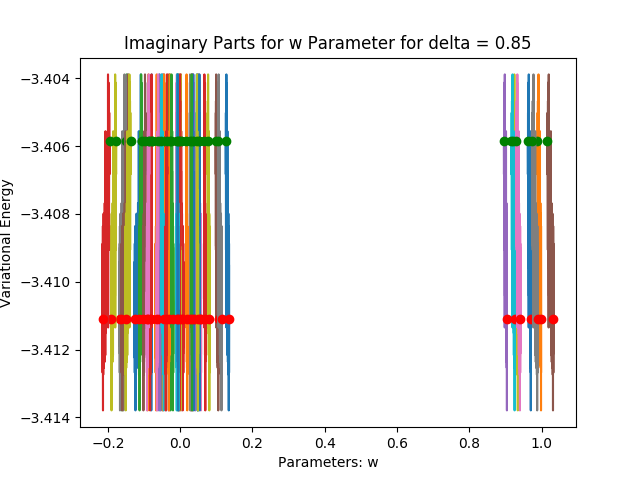 Imaginary Parts for w Parameter for delta = 0.85
−3.404
−3.406
−3.408
−3.410
−3.412
−3.414
Variational Energy
−0.2 0.0 0.2 0.4 0.6 0.8 1.0
Parameters: w